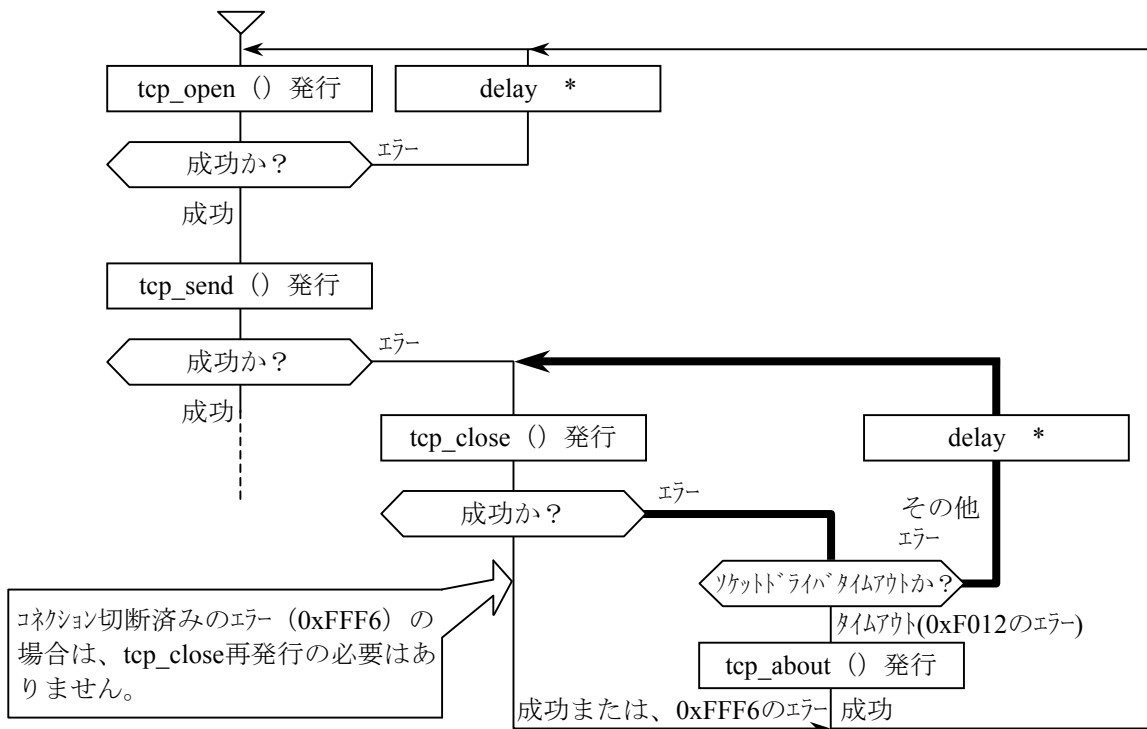 tcp_open () 発行
delay *
成功か？
エラー
成功
tcp_send () 発行
成功か？
エラー
成功
tcp_close () 発行
delay *
成功か？
エラー
その他
エラー
ソケットドライバタイムアウトか？
コネクション切断済みのエラー（0xFFF6）の
場合は、tcp_close再発行の必要はあ
りません。
タイムアウト(0xF012のエラー)
tcp_about () 発行
成功または、0xFFF6のエラー
成功